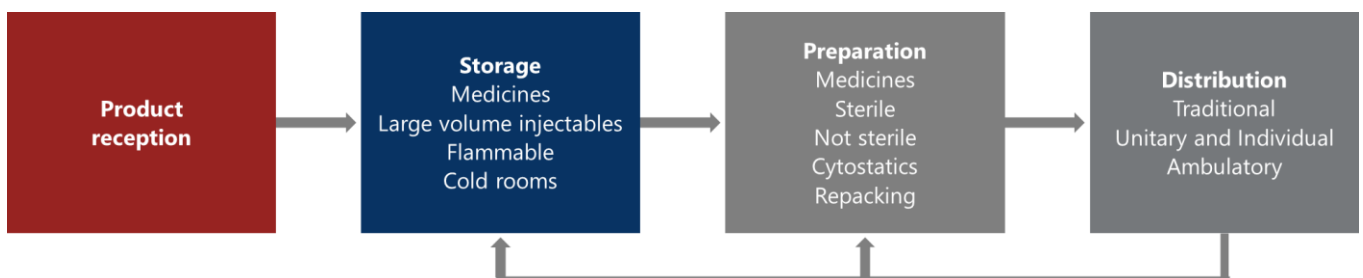 Product
reception
Storage
Medicines
Large volume injectables
Flammable
Cold rooms
Preparation
Medicines
Sterile
Not sterile
Cytostatics
Repacking
Distribution
Traditional
Unitary and Individual
Ambulatory